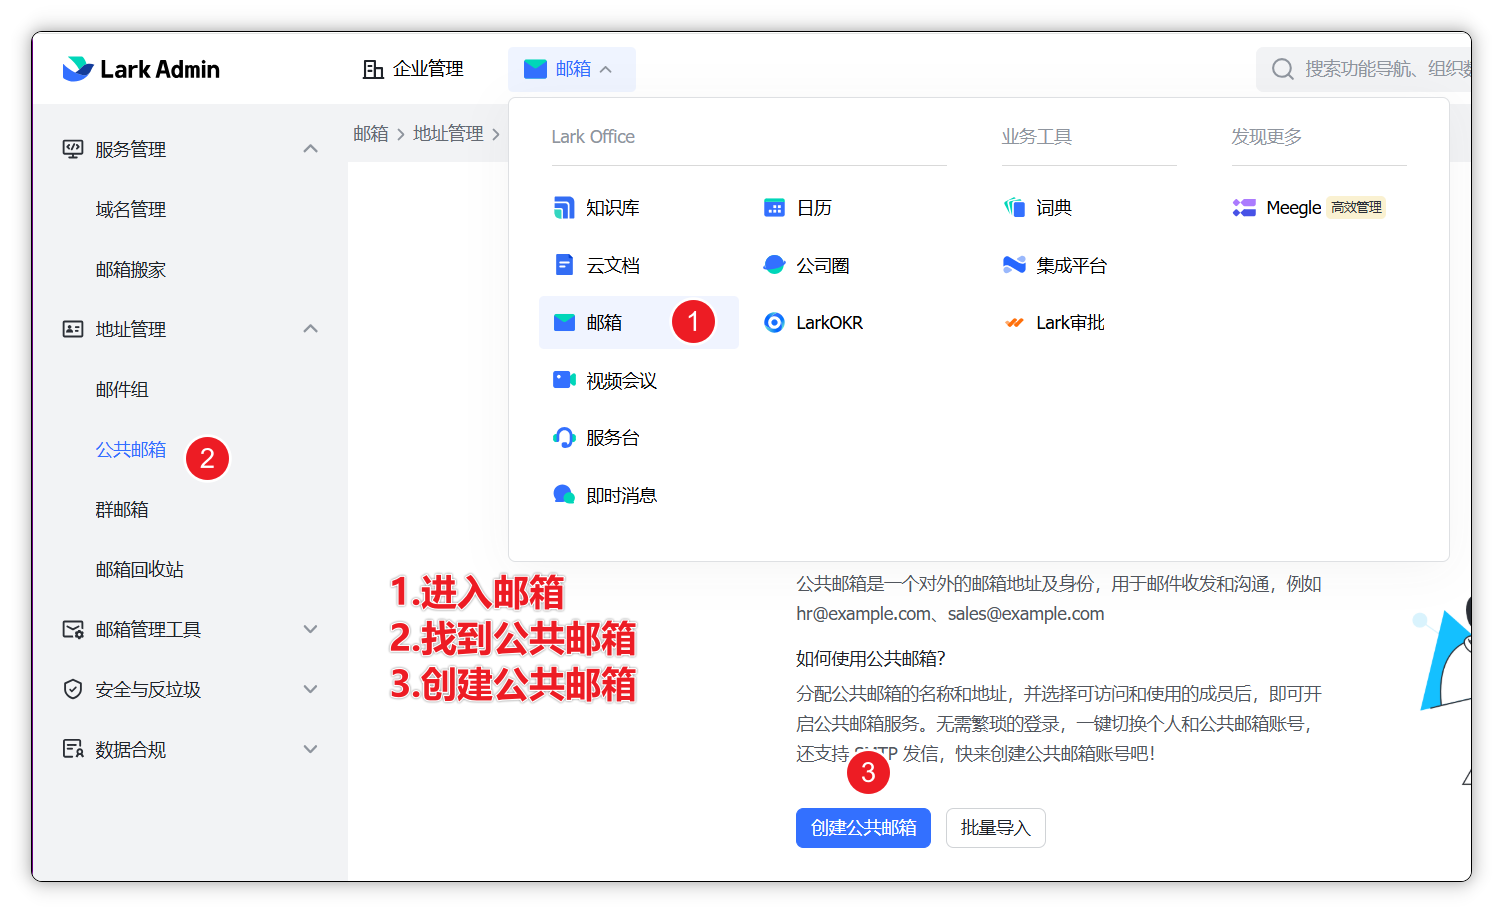 Lark Admin
企业管理
邮箱
搜索功能导航、组织
邮箱 > 地址管理 >
服务管理
域名管理
邮箱搬家
地址管理
邮件组
公共邮箱
2
群邮箱
邮箱回收站
邮箱管理工具
安全与反垃圾
数据合规
Lark Office
知识库
日历
云文档
公司圈
邮箱
1
LarkOKR
视频会议
服务台
即时消息
业务工具
词典
集成平台
Lark审批
发现更多
Meegle 高效管理
1.进入邮箱
2.找到公共邮箱
3.创建公共邮箱
公共邮箱是一个对外的邮箱地址及身份，用于邮件收发和沟通，例如
hr@example.com、sales@example.com
如何使用公共邮箱?
分配公共邮箱的名称和地址，并选择可访问和使用的成员后，即可开
启公共邮箱服务。无需繁琐的登录，一键切换个人和公共邮箱账号，
还支持 SMTP 发信，快来创建公共邮箱账号吧！
3
创建公共邮箱
批量导入